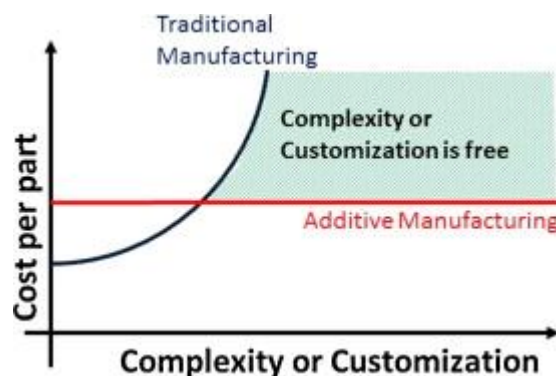 Traditional
Manufacturing
Complexity or
Customization is free
Additive Manufacturing
Cost per part
Complexity or Customization